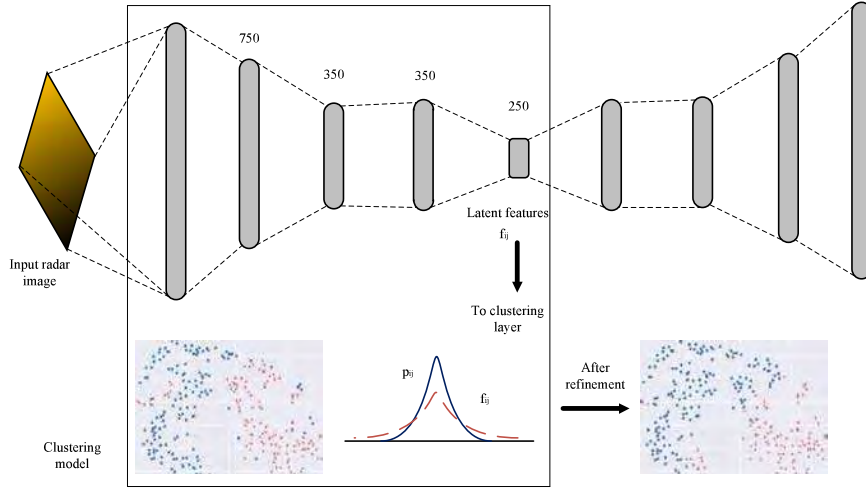 750
350
350
250
Input radar
image
Latent features
fij
To clustering
layer
pij
fij
After
refinement
Clustering
model